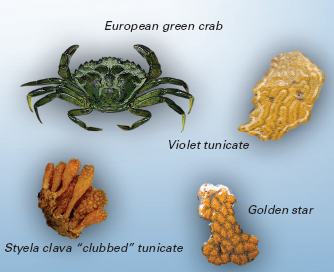 European green crab
Violet tunicate
Golden star
Styela clava “clubbed” tunicate